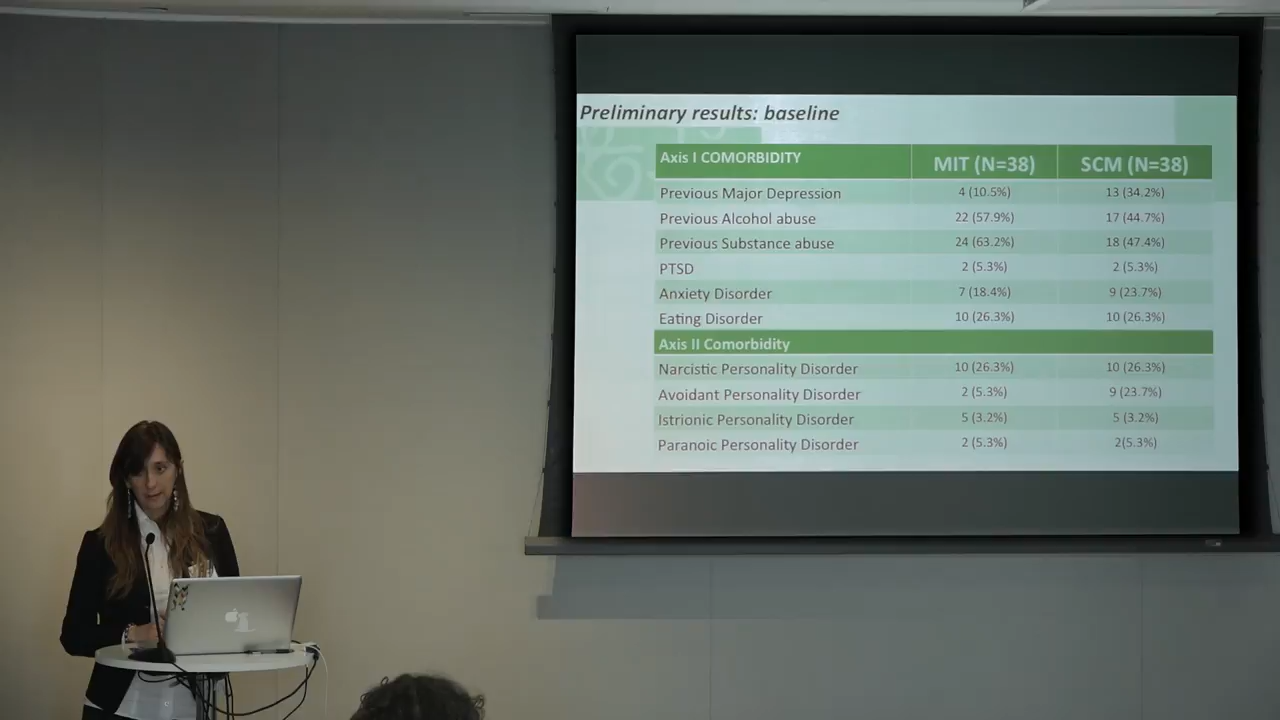 Preliminary results: baseline
Axis I COMORBIDITY MIT (N=38) SCM (N=38)
Previous Major Depression 4 (10.5%) 13 (34.2%)
Previous Alcohol abuse 22 (57.9%) 17 (44.7%)
Previous Substance abuse 24 (63.2%) 18 (47.4%)
PTSD 2 (5.3%) 2 (5.3%)
Anxiety Disorder 7 (18.4%) 9 (23.7%)
Eating Disorder 10 (26.3%) 10 (26.3%)
Axis II Comorbidity
Narcistic Personality Disorder 10 (26.3%) 10 (26.3%)
Avoidant Personality Disorder 2 (5.3%) 9 (23.7%)
Istrionic Personality Disorder 5 (3.2%) 5 (3.2%)
Paranoic Personality Disorder 2 (5.3%) 2(5.3%)